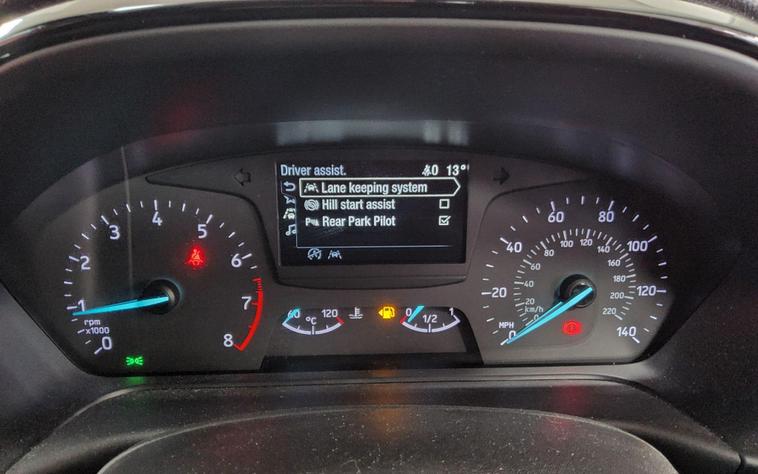 Driver assist. 0 13°
Lane keeping system
Hill start assist
Rear Park Pilot
0 1 2 3 4 5 6 7 8
rpm
x1000
60 °C 120
0 1/2 1
0 20 40 60 80 100 120 140
MPH
0 20 40 60 80 100 120 140 160 180 200 220
km/h